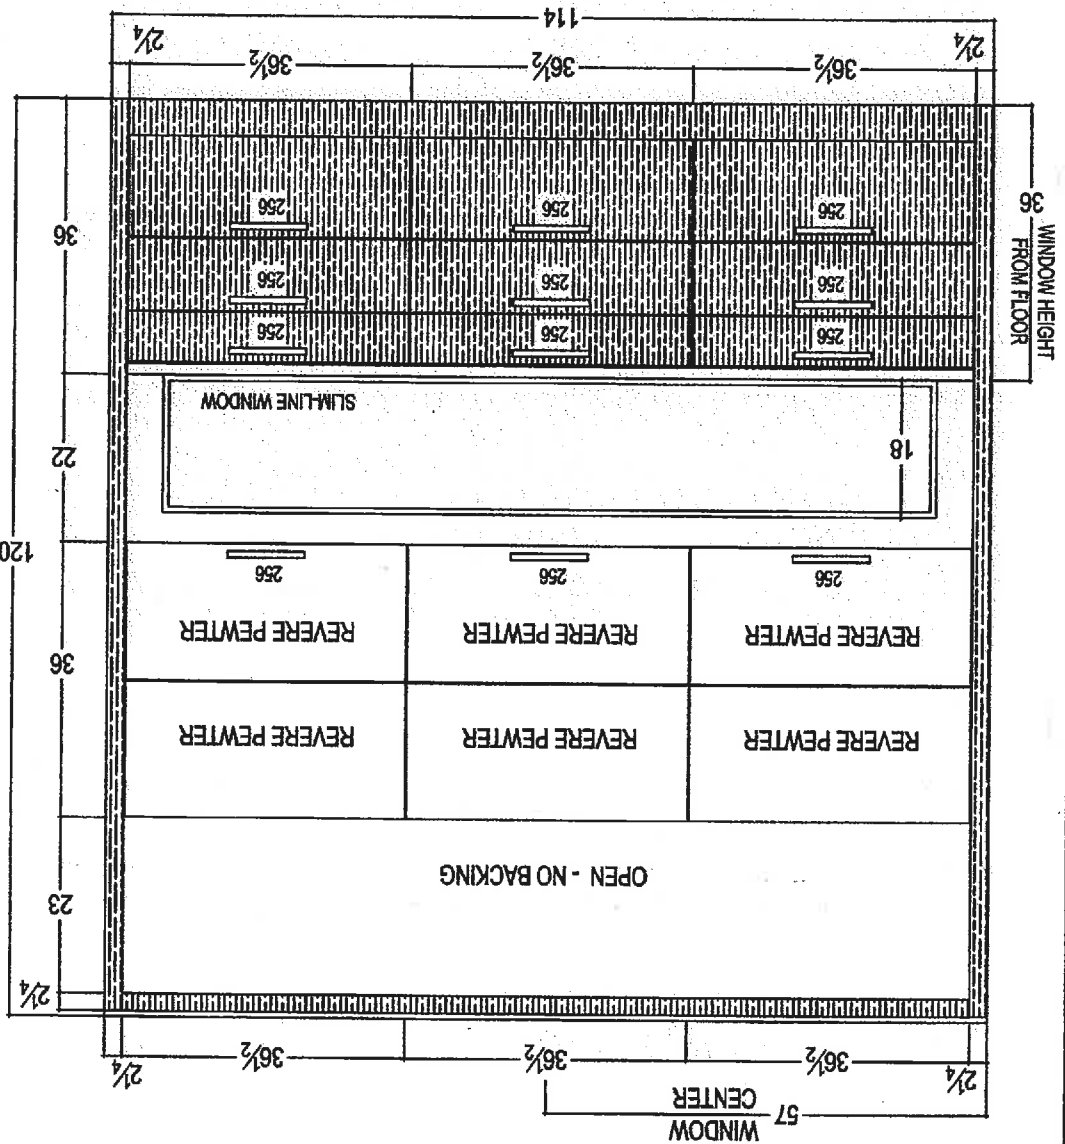 WINDOW
57 CENTER
2¼ 36½ 36½ 36½ 2¼
2¼
OPEN - NO BACKING
23
REVERE PEWTER REVERE PEWTER REVERE PEWTER
REVERE PEWTER REVERE PEWTER REVERE PEWTER
36
256 256 256
120
18
22
SLIM-LINE WINDOW
256 256 256
256 256 256
256 256 256
WINDOW HEIGHT
FROM FLOOR
36
36
2¼ 36½ 36½ 36½ 2¼
114